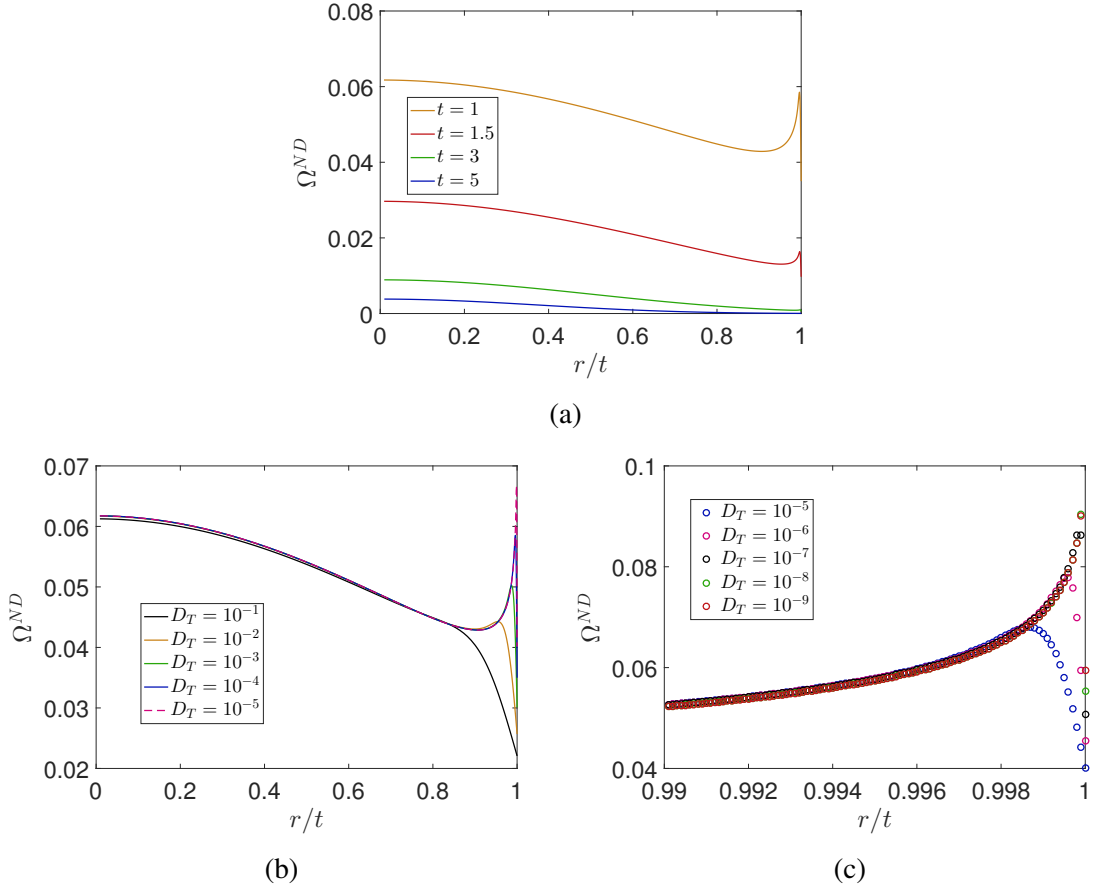 0.08
0.06
0.04
0.02
0
Ω^{ND}
t = 1
t = 1.5
t = 3
t = 5
0 0.2 0.4 0.6 0.8 1
r/t
(a)
0.07
0.06
0.05
0.04
0.03
0.02
Ω^{ND}
D_T = 10^{-1}
D_T = 10^{-2}
D_T = 10^{-3}
D_T = 10^{-4}
D_T = 10^{-5}
0 0.2 0.4 0.6 0.8 1
r/t
(b)
0.1
0.08
0.06
0.04
Ω^{ND}
D_T = 10^{-5}
D_T = 10^{-6}
D_T = 10^{-7}
D_T = 10^{-8}
D_T = 10^{-9}
0.99 0.992 0.994 0.996 0.998 1
r/t
(c)